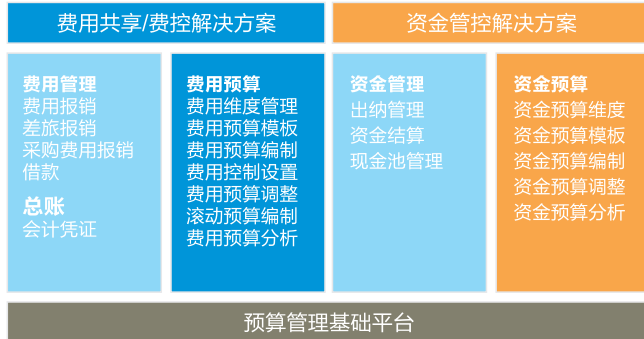 费用共享/费控解决方案
资金管控解决方案
费用管理
费用报销
差旅报销
采购费用报销
借款
总账
会计凭证
费用预算
费用维度管理
费用预算模板
费用预算编制
费用控制设置
费用预算调整
滚动预算编制
费用预算分析
资金管理
出纳管理
资金结算
现金池管理
资金预算
资金预算维度
资金预算模板
资金预算编制
资金预算调整
资金预算分析
预算管理基础平台